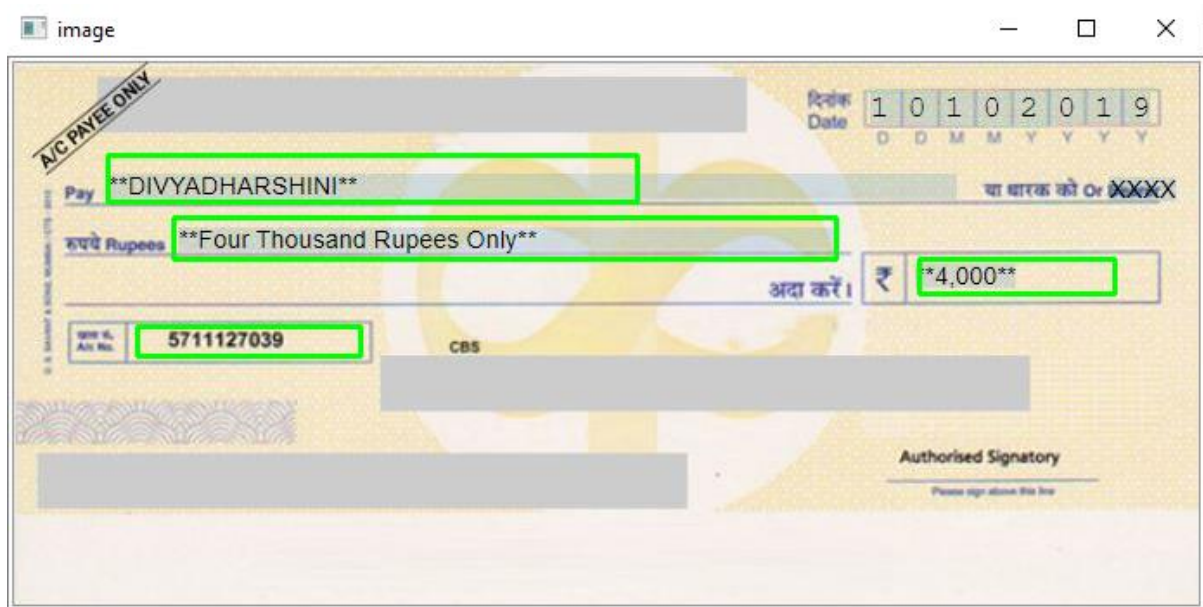 image
A/C PAYEE ONLY
दिनांक
Date
1 0 1 0 2 0 1 9
D D M M Y Y Y Y
Pay **DIVYADHARSHINI** या धारक को Or XXXX
रुपये Rupees **Four Thousand Rupees Only**
अदा करें। ₹ **4,000**
खाता सं.
A/c No. 5711127039
CBS
Authorised Signatory
Please sign above this line